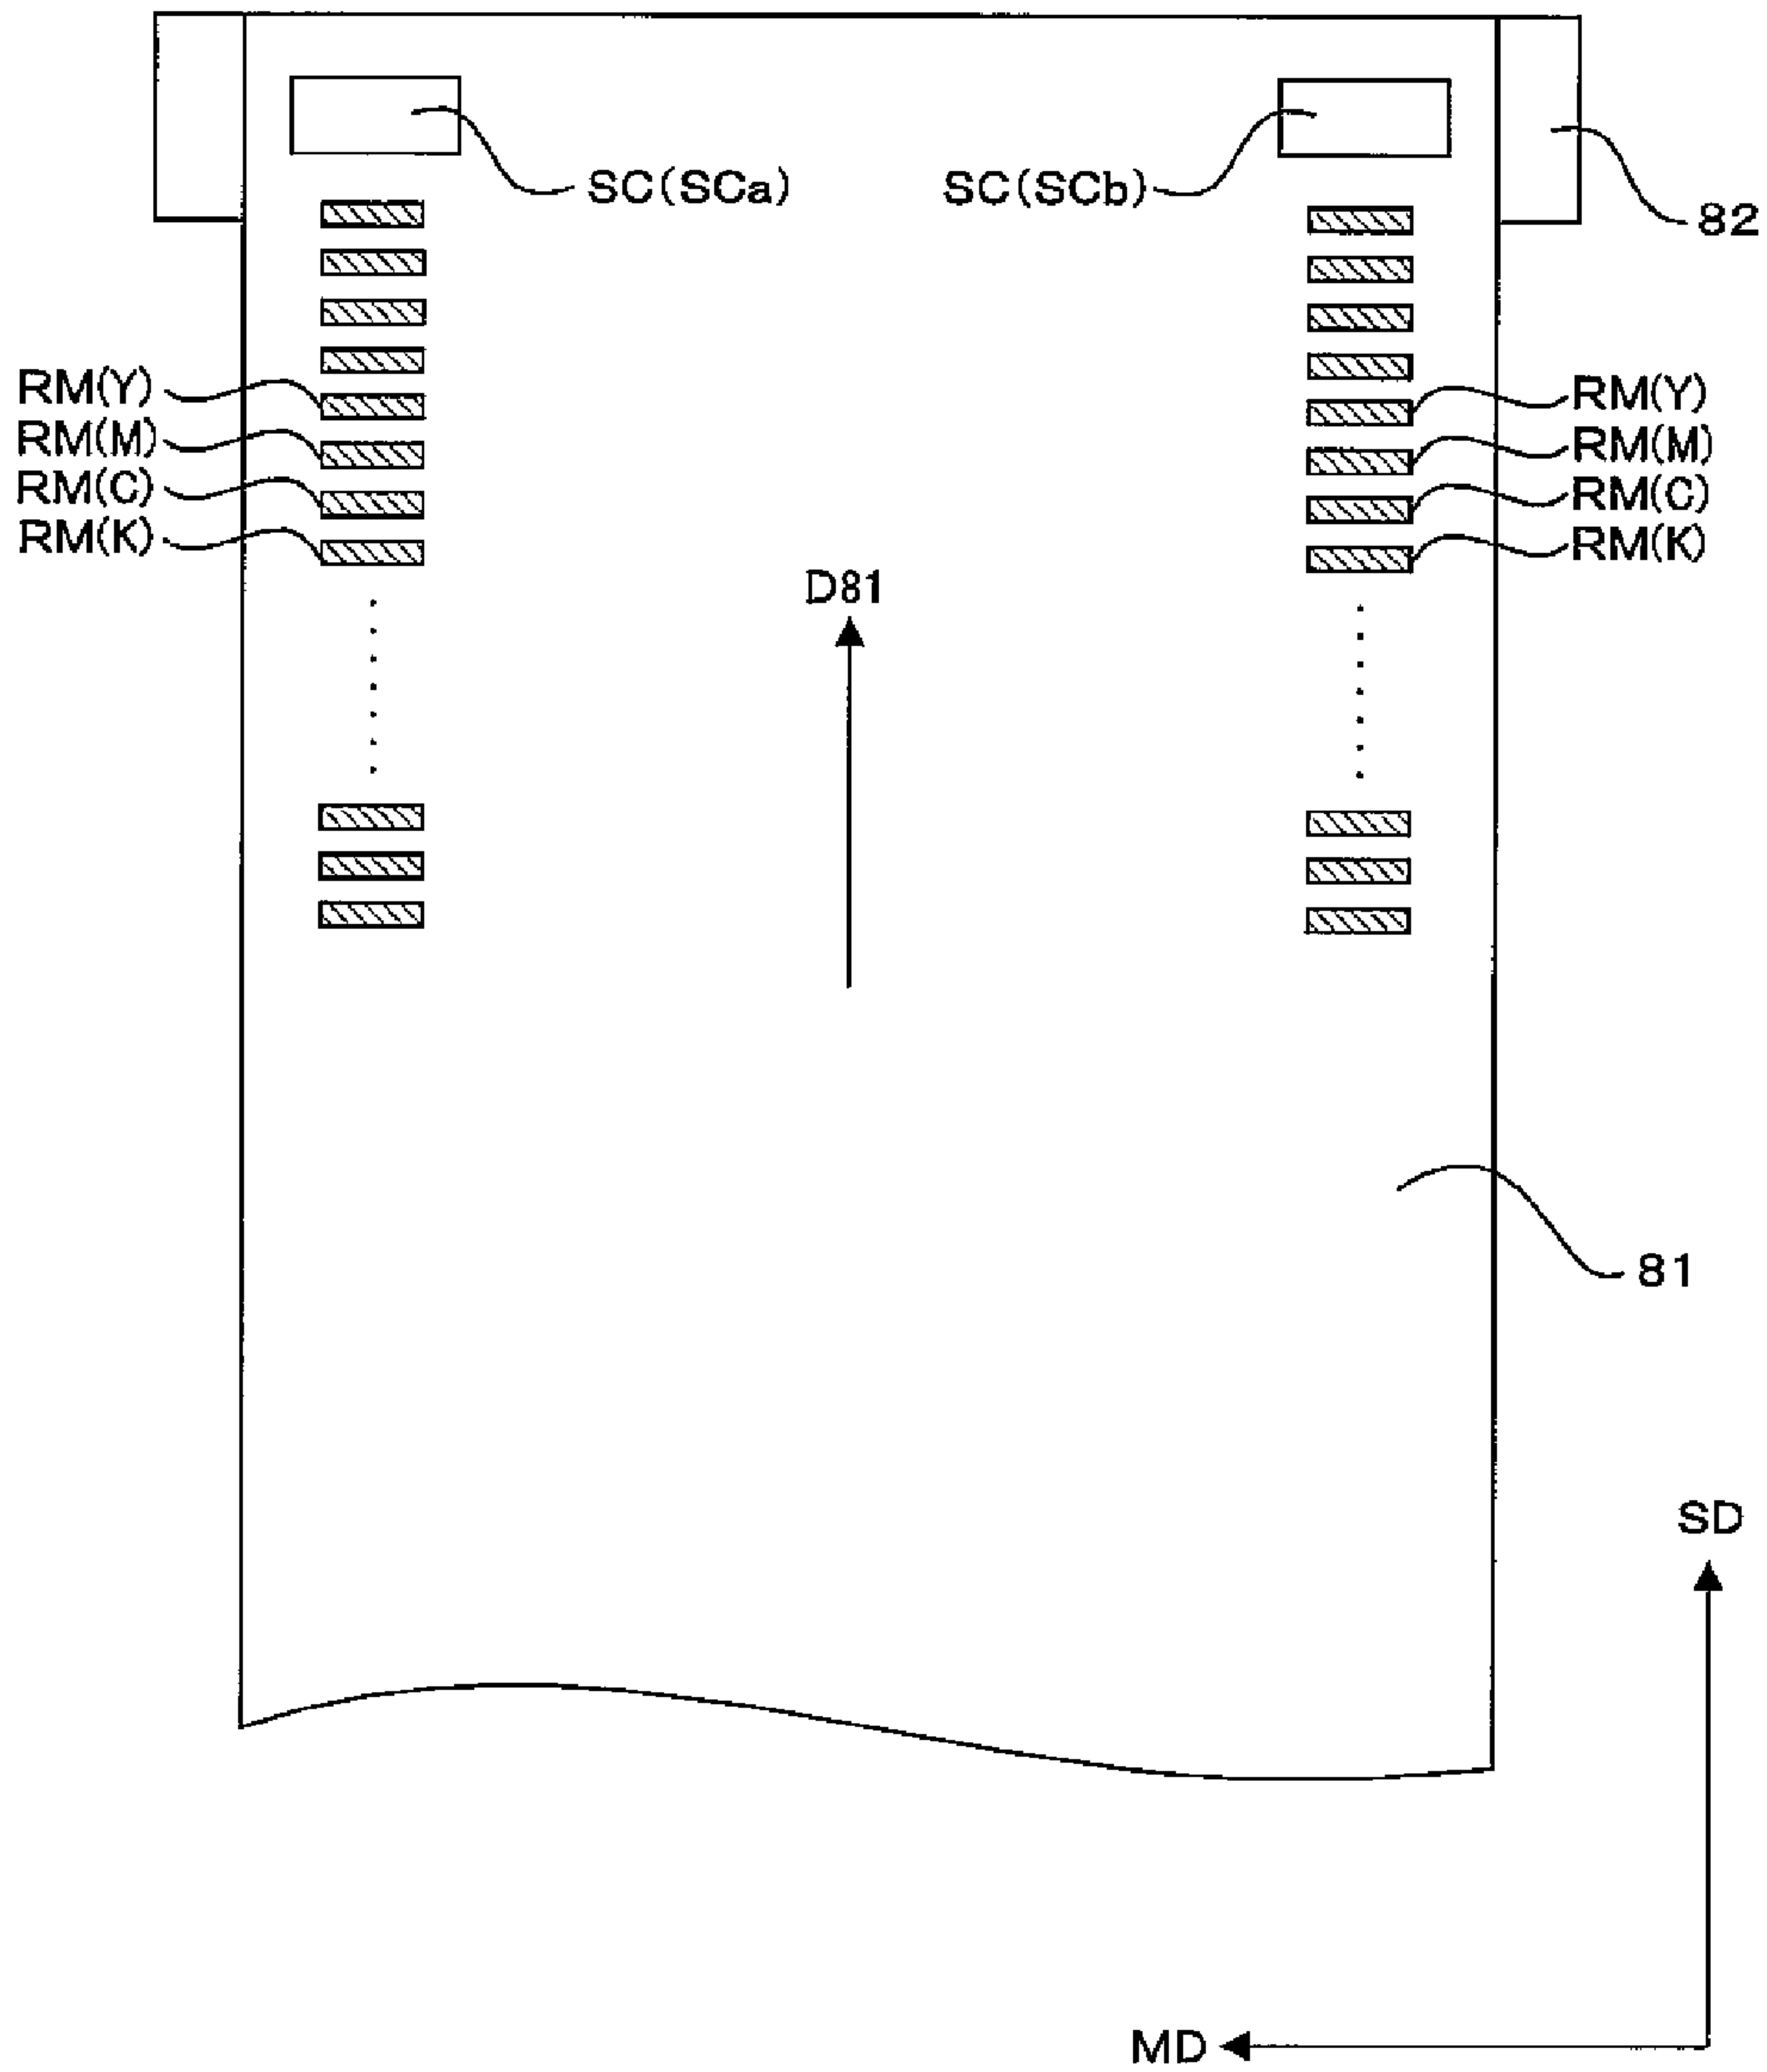 SC(SCa)
SC(SCb)
82
RM(Y)
RM(Y)
RM(M)
RM(M)
RM(C)
RM(C)
RM(K)
RM(K)
D81
81
SD
MD